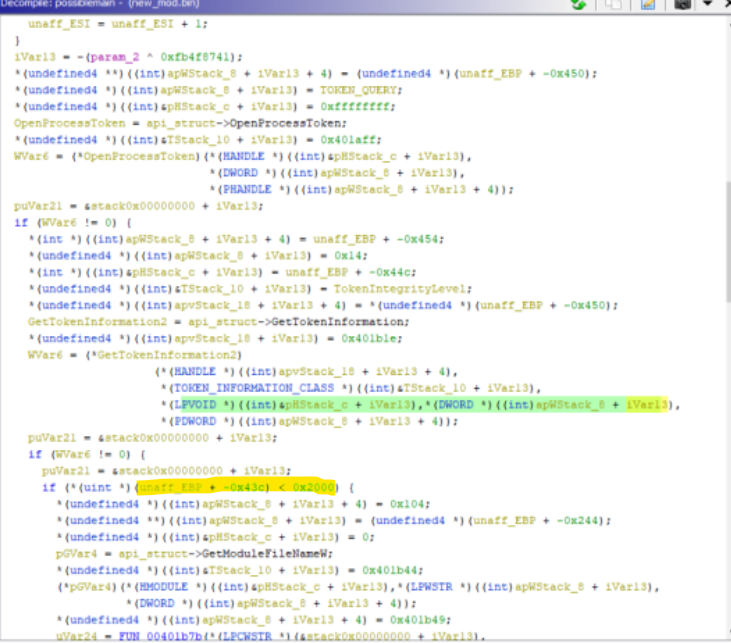 Decompile: possiblemain - (new_mod.bin)
unaff_ESI = unaff_ESI + 1;
}
iVar13 = -(param_2 ^ 0xfb4f8741);
*(undefined4 **)((int)apWStack_8 + iVar13 + 4) = (undefined4 *)(unaff_EBP + -0x450);
*(undefined4 *)((int)apWStack_8 + iVar13) = TOKEN_QUERY;
*(undefined4 *)((int)&pHStack_c + iVar13) = 0xffffffff;
OpenProcessToken = api_struct->OpenProcessToken;
*(undefined4 *)((int)&TStack_10 + iVar13) = 0x401aff;
WVar6 = (*OpenProcessToken)(*(HANDLE *)((int)&pHStack_c + iVar13),
*(DWORD *)((int)apWStack_8 + iVar13),
*(PHANDLE *)((int)apWStack_8 + iVar13 + 4));
puVar21 = &stack0x00000000 + iVar13;
if (WVar6 != 0) {
*(int *)((int)apWStack_8 + iVar13 + 4) = unaff_EBP + -0x454;
*(undefined4 *)((int)apWStack_8 + iVar13) = 0x14;
*(int *)((int)&pHStack_c + iVar13) = unaff_EBP + -0x44c;
*(undefined4 *)((int)&TStack_10 + iVar13) = TokenIntegrityLevel;
*(undefined4 *)((int)apvStack_18 + iVar13 + 4) = *(undefined4 *)(unaff_EBP + -0x450);
GetTokenInformation2 = api_struct->GetTokenInformation;
*(undefined4 *)((int)apvStack_18 + iVar13) = 0x401b1e;
WVar6 = (*GetTokenInformation2)
(*(HANDLE *)((int)apvStack_18 + iVar13 + 4),
*(TOKEN_INFORMATION_CLASS *)((int)&TStack_10 + iVar13),
*(LPVOID *)((int)&pHStack_c + iVar13),*(DWORD *)((int)apWStack_8 + iVar13),
*(PDWORD *)((int)apWStack_8 + iVar13 + 4));
puVar21 = &stack0x00000000 + iVar13;
if (WVar6 != 0) {
puVar21 = &stack0x00000000 + iVar13;
if (*(uint *)(unaff_EBP + -0x43c) < 0x2000) {
*(undefined4 *)((int)apWStack_8 + iVar13 + 4) = 0x104;
*(undefined4 **)((int)apWStack_8 + iVar13) = (undefined4 *)(unaff_EBP + -0x244);
*(undefined4 *)((int)&pHStack_c + iVar13) = 0;
pGVar4 = api_struct->GetModuleFileNameW;
*(undefined4 *)((int)&TStack_10 + iVar13) = 0x401b44;
(*pGVar4)(*(HMODULE *)((int)&pHStack_c + iVar13),*(LPWSTR *)((int)apWStack_8 + iVar13),
*(DWORD *)((int)apWStack_8 + iVar13 + 4));
*(undefined4 *)((int)apWStack_8 + iVar13 + 4) = 0x401b49;
uVar24 = FUN_00401b7b(*(LPCWSTR *)(&stack0x00000000 + iVar13),